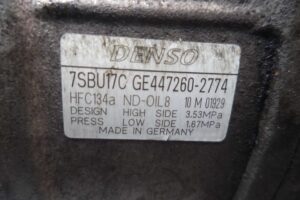 DENSO
7SBU17C GE447260-2774
HFC134a ND-OIL8 10 M 01929
DESIGN HIGH SIDE 3.53MPa
PRESS LOW SIDE 1.67MPa
MADE IN GERMANY